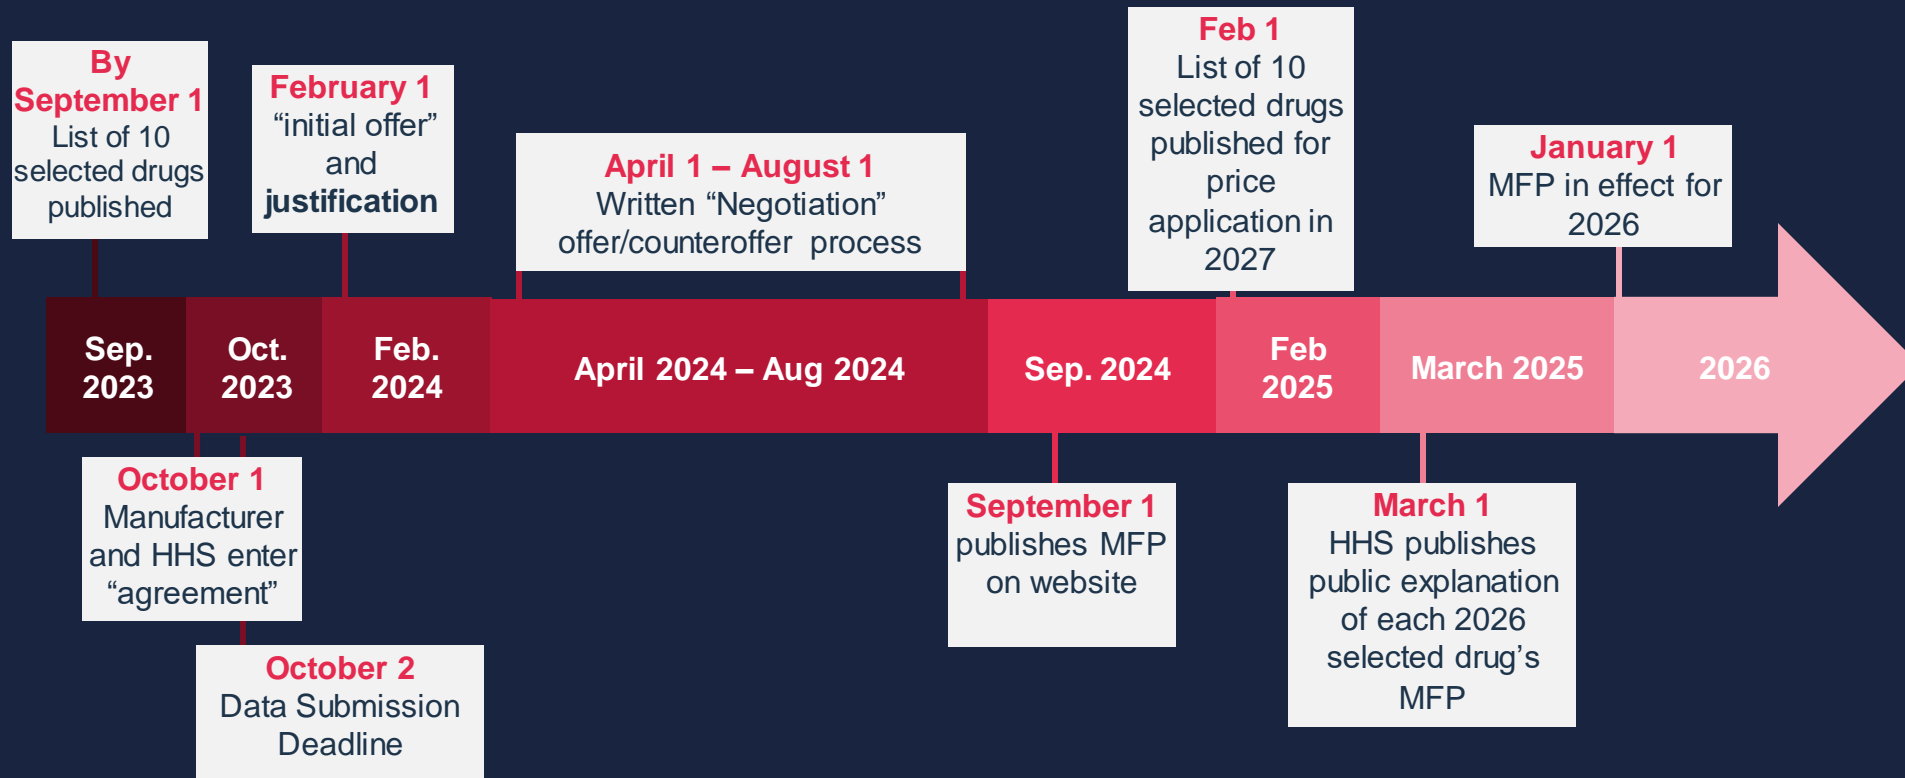 By
September 1
List of 10
selected drugs
published
February 1
“initial offer”
and
justification
April 1 – August 1
Written “Negotiation”
offer/counteroffer process
Feb 1
List of 10
selected drugs
published for
price
application in
2027
January 1
MFP in effect for
2026
Sep.
2023
Oct.
2023
Feb.
2024
April 2024 – Aug 2024
Sep. 2024
Feb
2025
March 2025
2026
October 1
Manufacturer
and HHS enter
“agreement”
October 2
Data Submission
Deadline
September 1
publishes MFP
on website
March 1
HHS publishes
public explanation
of each 2026
selected drug’s
MFP